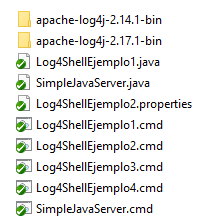 apache-log4j-2.14.1-bin
apache-log4j-2.17.1-bin
Log4ShellEjemplo1.java
SimpleJavaServer.java
Log4ShellEjemplo2.properties
Log4ShellEjemplo1.cmd
Log4ShellEjemplo2.cmd
Log4ShellEjemplo3.cmd
Log4ShellEjemplo4.cmd
SimpleJavaServer.cmd